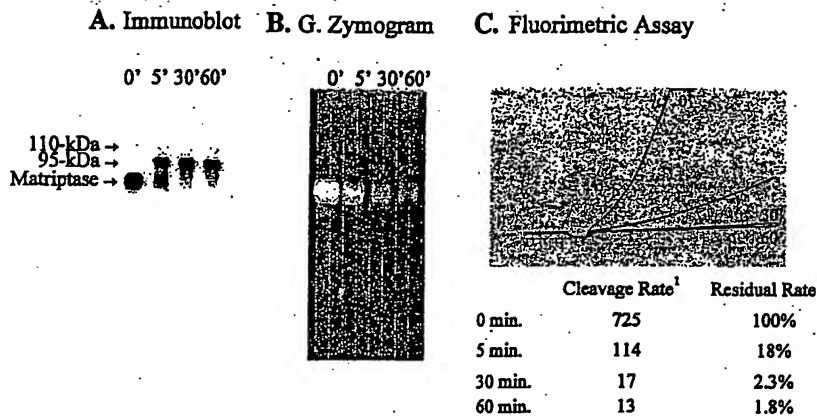 A. Immunoblot
B. G. Zymogram
C. Fluorimetric Assay
0' 5' 30' 60'
0' 5' 30' 60'
110-kDa →
95-kDa →
Matriptase →
Cleavage Rate¹ Residual Rate
0 min. 725 100%
5 min. 114 18%
30 min. 17 2.3%
60 min. 13 1.8%